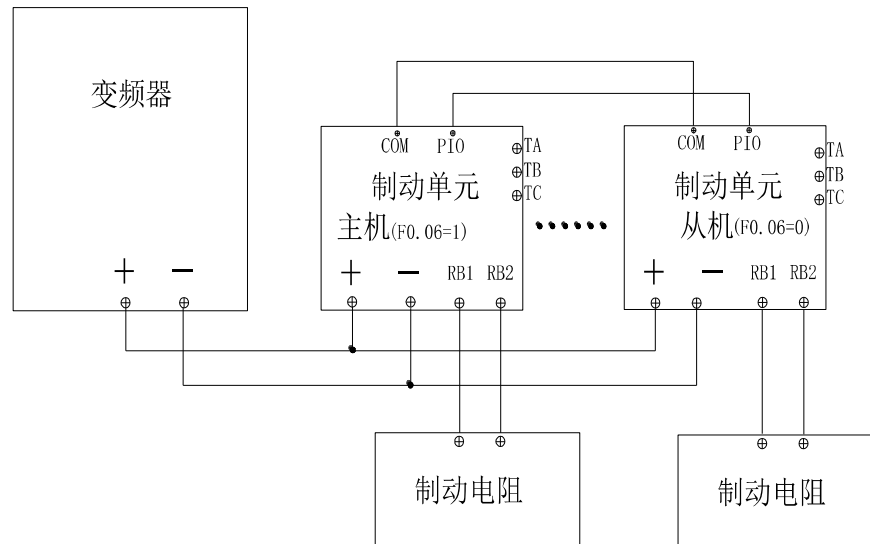 变频器
+ −
COM PIO
TA
TB
TC
制动单元
主机(F0.06=1)
+ − RB1 RB2
······
COM PIO
TA
TB
TC
制动单元
从机(F0.06=0)
+ − RB1 RB2
制动电阻
制动电阻